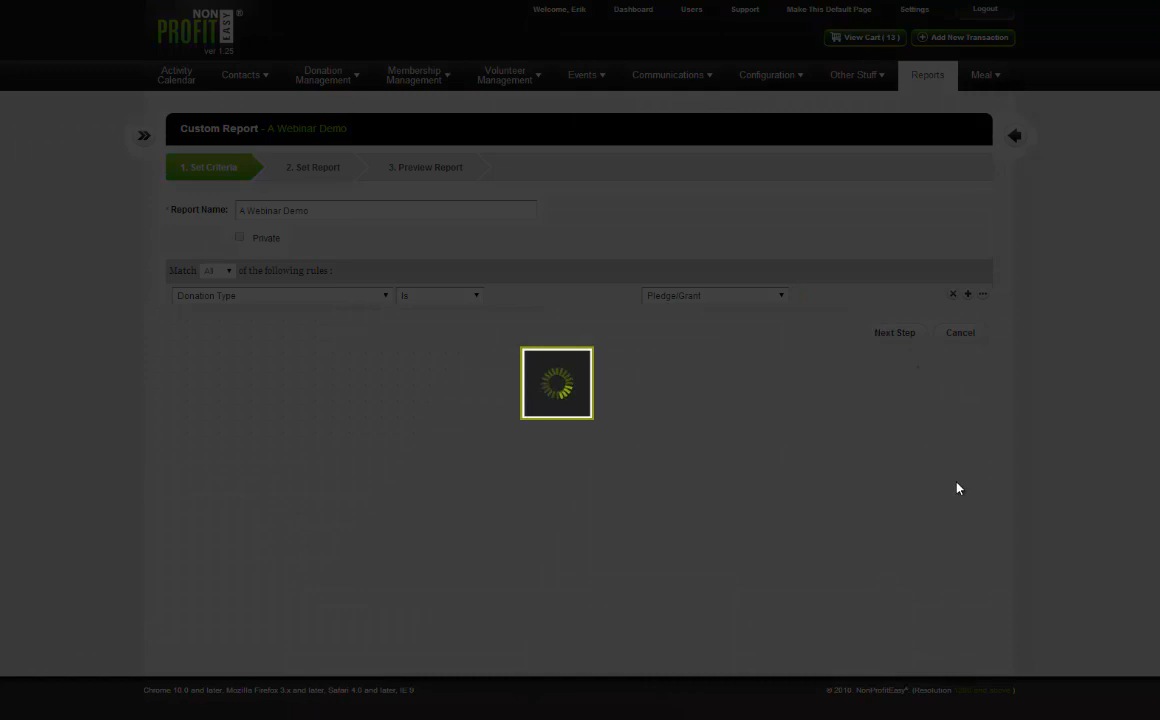 Welcome, Erik Dashboard Users Support Make This Default Page Settings Logout
NON PROFIT EASY ®
ver 1.25
View Cart ( 13 ) Add New Transaction
Activity Calendar Contacts Donation Management Membership Management Volunteer Management Events Communications Configuration Other Stuff Reports Meal
Custom Report - A Webinar Demo
1. Set Criteria 2. Set Report 3. Preview Report
* Report Name: A Webinar Demo
Private
Match All of the following rules :
Donation Type Is Pledge/Grant
Next Step Cancel
Chrome 10.0 and later, Mozilla Firefox 3.x and later, Safari 4.0 and later, IE 9 © 2010. NonProfitEasy®. (Resolution )